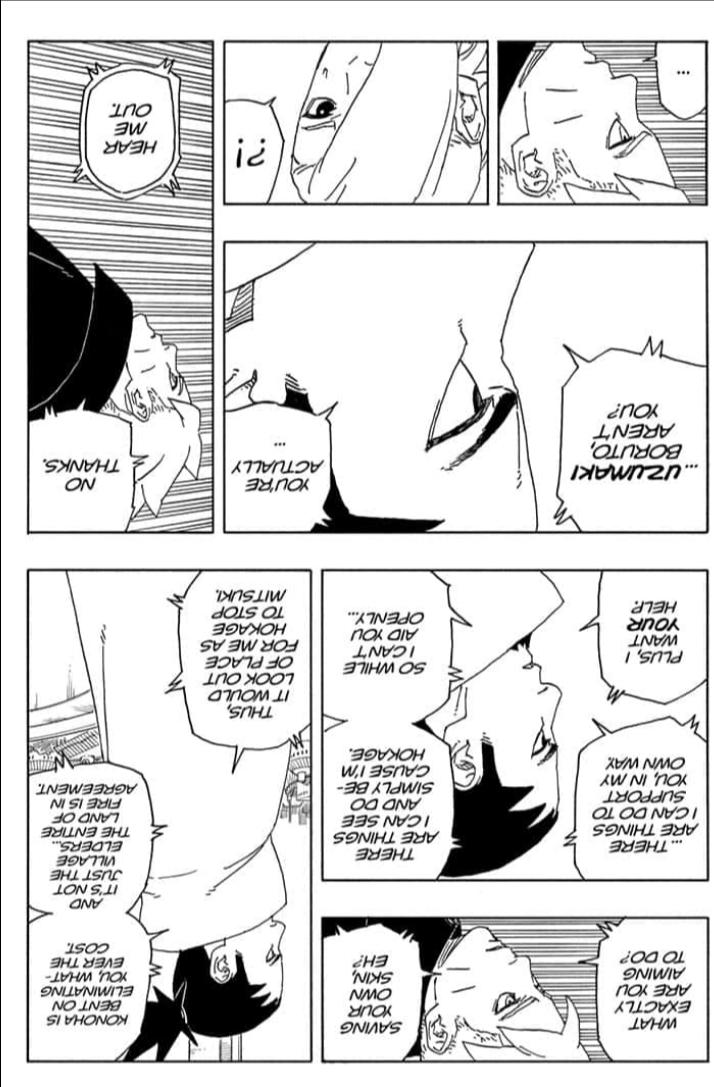 KONOHA IS
BENT ON
ELIMINATING
YOU, WHAT-
EVER THE
COST.
AND
IT'S NOT
JUST THE
VILLAGE
ELDERS...
THE ENTIRE
LAND OF
FIRE IS IN
AGREEMENT.
THUS,
IT WOULD
LOOK OUT
OF PLACE
FOR ME AS
HOKAGE
TO STOP
MITSUKI.
SAVING
YOUR
OWN
SKIN,
EH?
WHAT
EXACTLY
ARE YOU
AIMING
TO DO?
THERE
ARE THINGS
I CAN SEE
AND DO
SIMPLY BE-
CAUSE I'M
HOKAGE.
SO WHILE
I CAN'T
AID YOU
OPENLY...
...THERE
ARE THINGS
I CAN DO TO
SUPPORT
YOU, IN MY
OWN WAY.
PLUS, I
WANT
YOUR
HELP.
NO
THANKS.
HEAR
ME
OUT.
YOU'RE
ACTUALLY
...
...UZUMAKI
BORUTO,
AREN'T
YOU?
?!
...